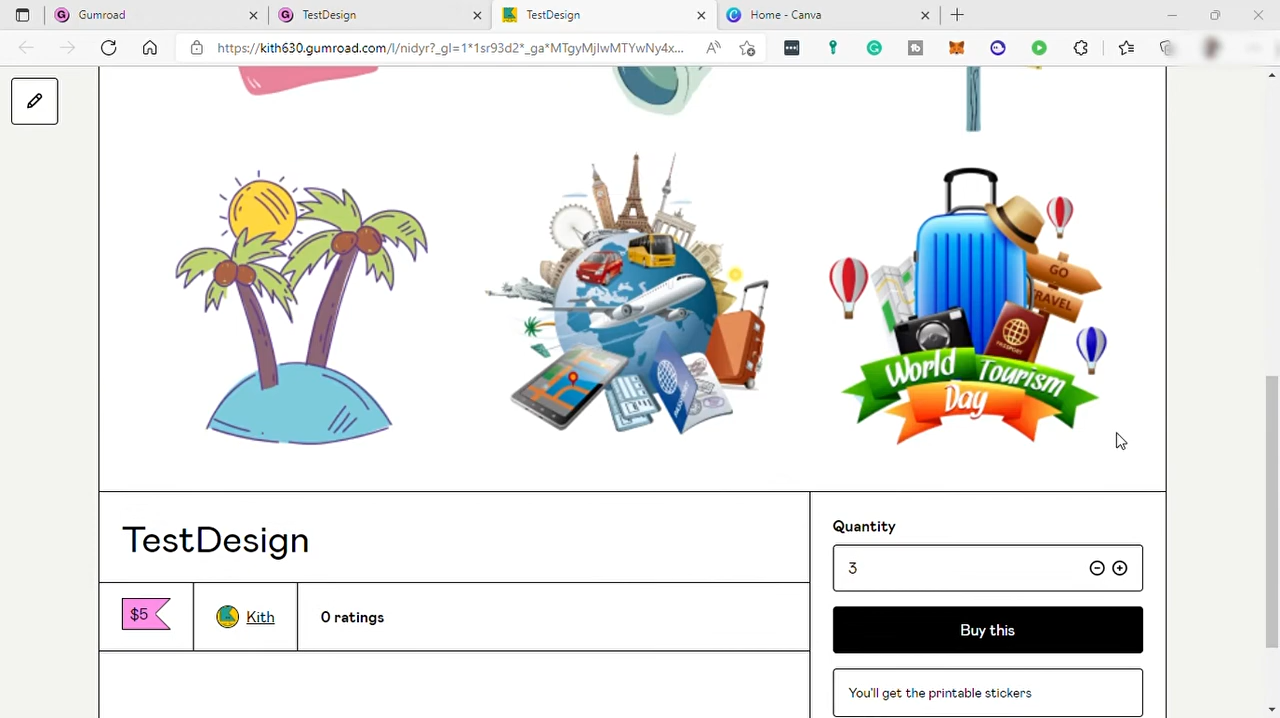 Gumroad
TestDesign
TestDesign
Home - Canva
https://kith630.gumroad.com/l/nidyr?_gl=1*1sr93d2*_ga*MTgyMjIwMTYwNy4x...
GO
TRAVEL
PASSPORT
World Tourism
Day
TestDesign
Quantity
3
$5
Kith
0 ratings
Buy this
You'll get the printable stickers